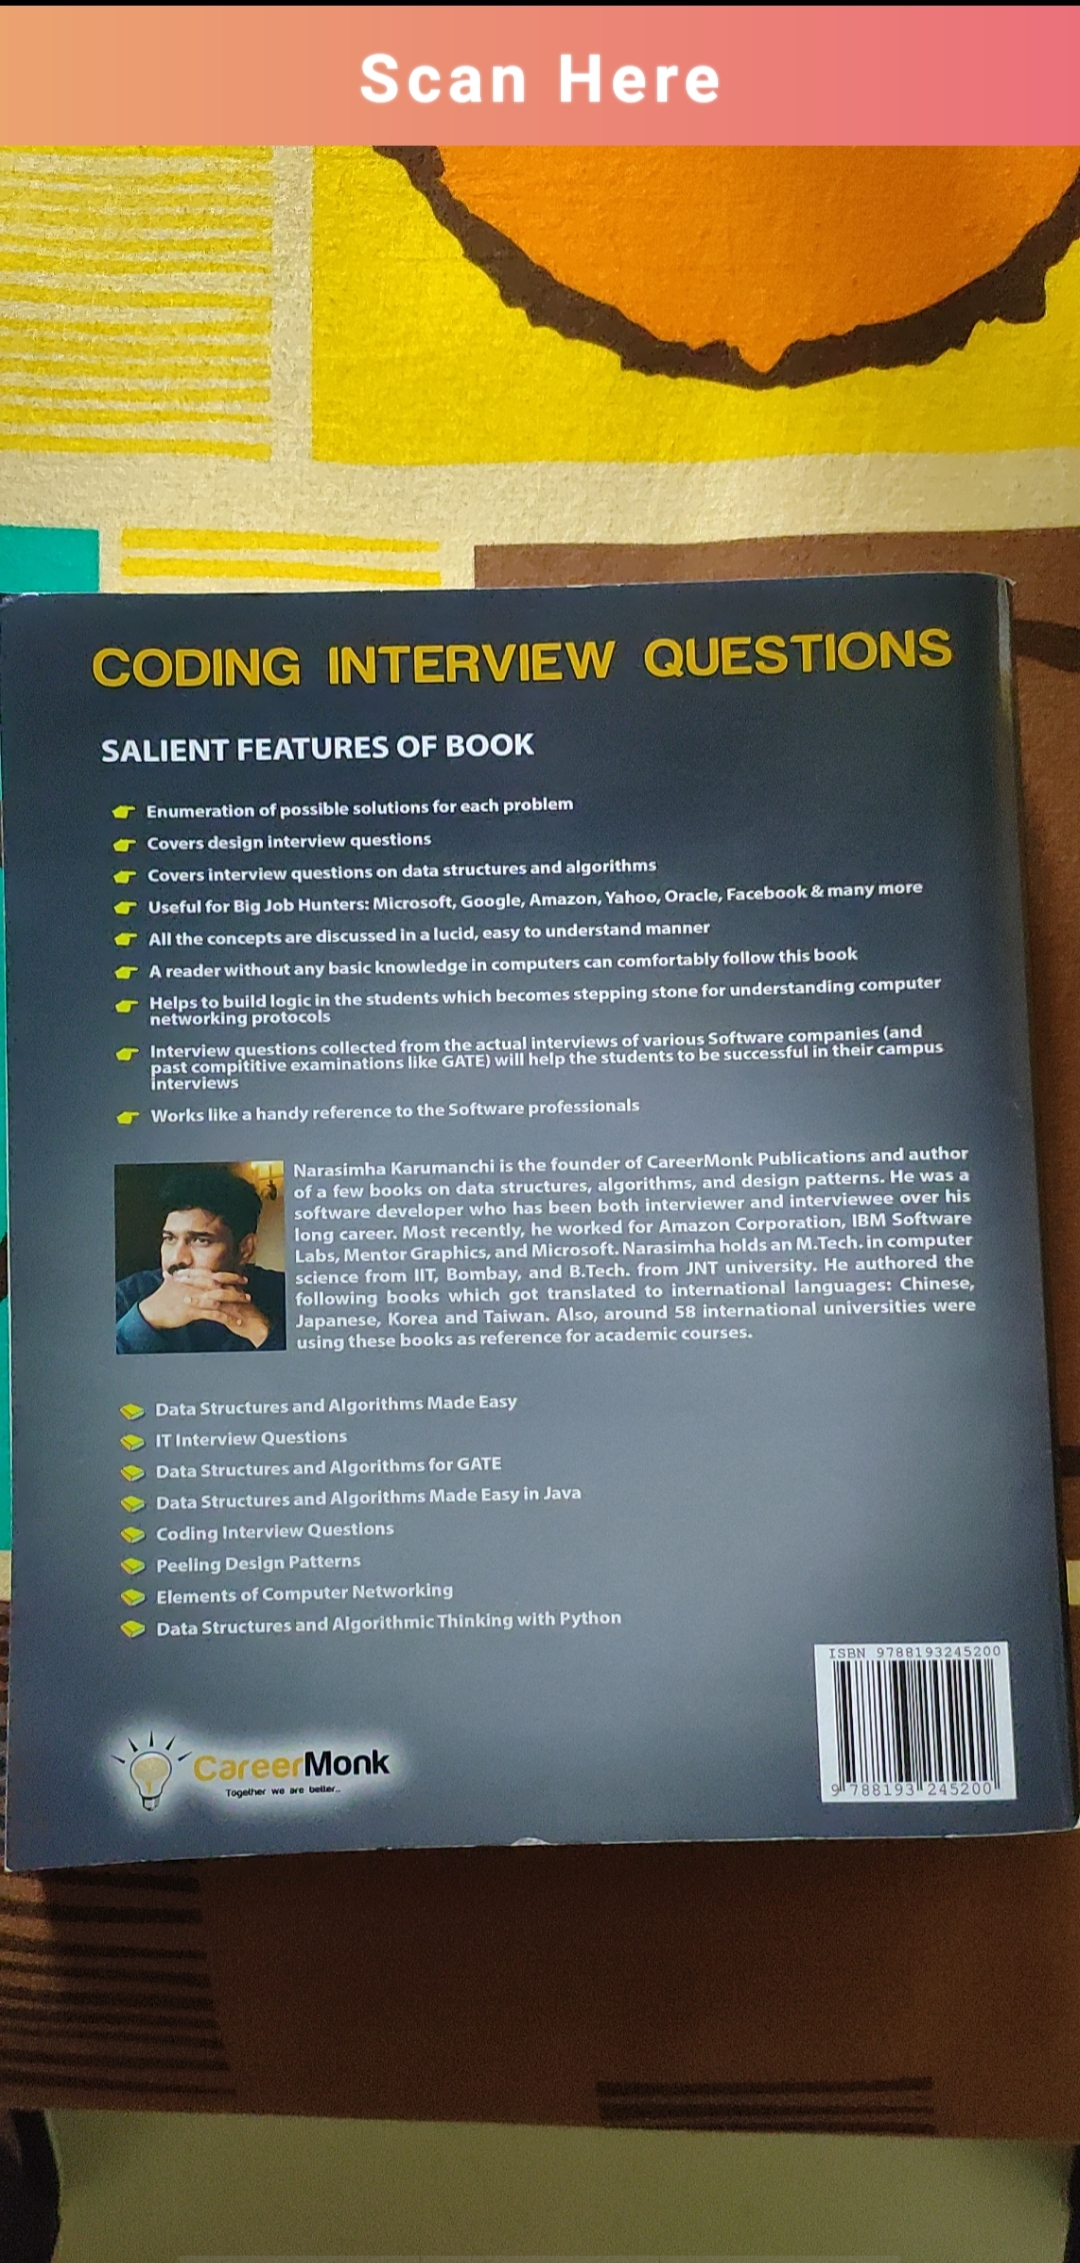 Scan Here
CODING INTERVIEW QUESTIONS
SALIENT FEATURES OF BOOK
Enumeration of possible solutions for each problem
Covers design interview questions
Covers interview questions on data structures and algorithms
Useful for Big Job Hunters: Microsoft, Google, Amazon, Yahoo, Oracle, Facebook & many more
All the concepts are discussed in a lucid, easy to understand manner
A reader without any basic knowledge in computers can comfortably follow this book
Helps to build logic in the students which becomes stepping stone for understanding computer
networking protocols
Interview questions collected from the actual interviews of various Software companies (and
past compititive examinations like GATE) will help the students to be successful in their campus
interviews
Works like a handy reference to the Software professionals
Narasimha Karumanchi is the founder of CareerMonk Publications and author
of a few books on data structures, algorithms, and design patterns. He was a
software developer who has been both interviewer and interviewee over his
long career. Most recently, he worked for Amazon Corporation, IBM Software
Labs, Mentor Graphics, and Microsoft. Narasimha holds an M.Tech. in computer
science from IIT, Bombay, and B.Tech. from JNT university. He authored the
following books which got translated to international languages: Chinese,
Japanese, Korea and Taiwan. Also, around 58 international universities were
using these books as reference for academic courses.
Data Structures and Algorithms Made Easy
IT Interview Questions
Data Structures and Algorithms for GATE
Data Structures and Algorithms Made Easy in Java
Coding Interview Questions
Peeling Design Patterns
Elements of Computer Networking
Data Structures and Algorithmic Thinking with Python
ISBN 9788193245200
9 788193 245200
CareerMonk
Together we are better...